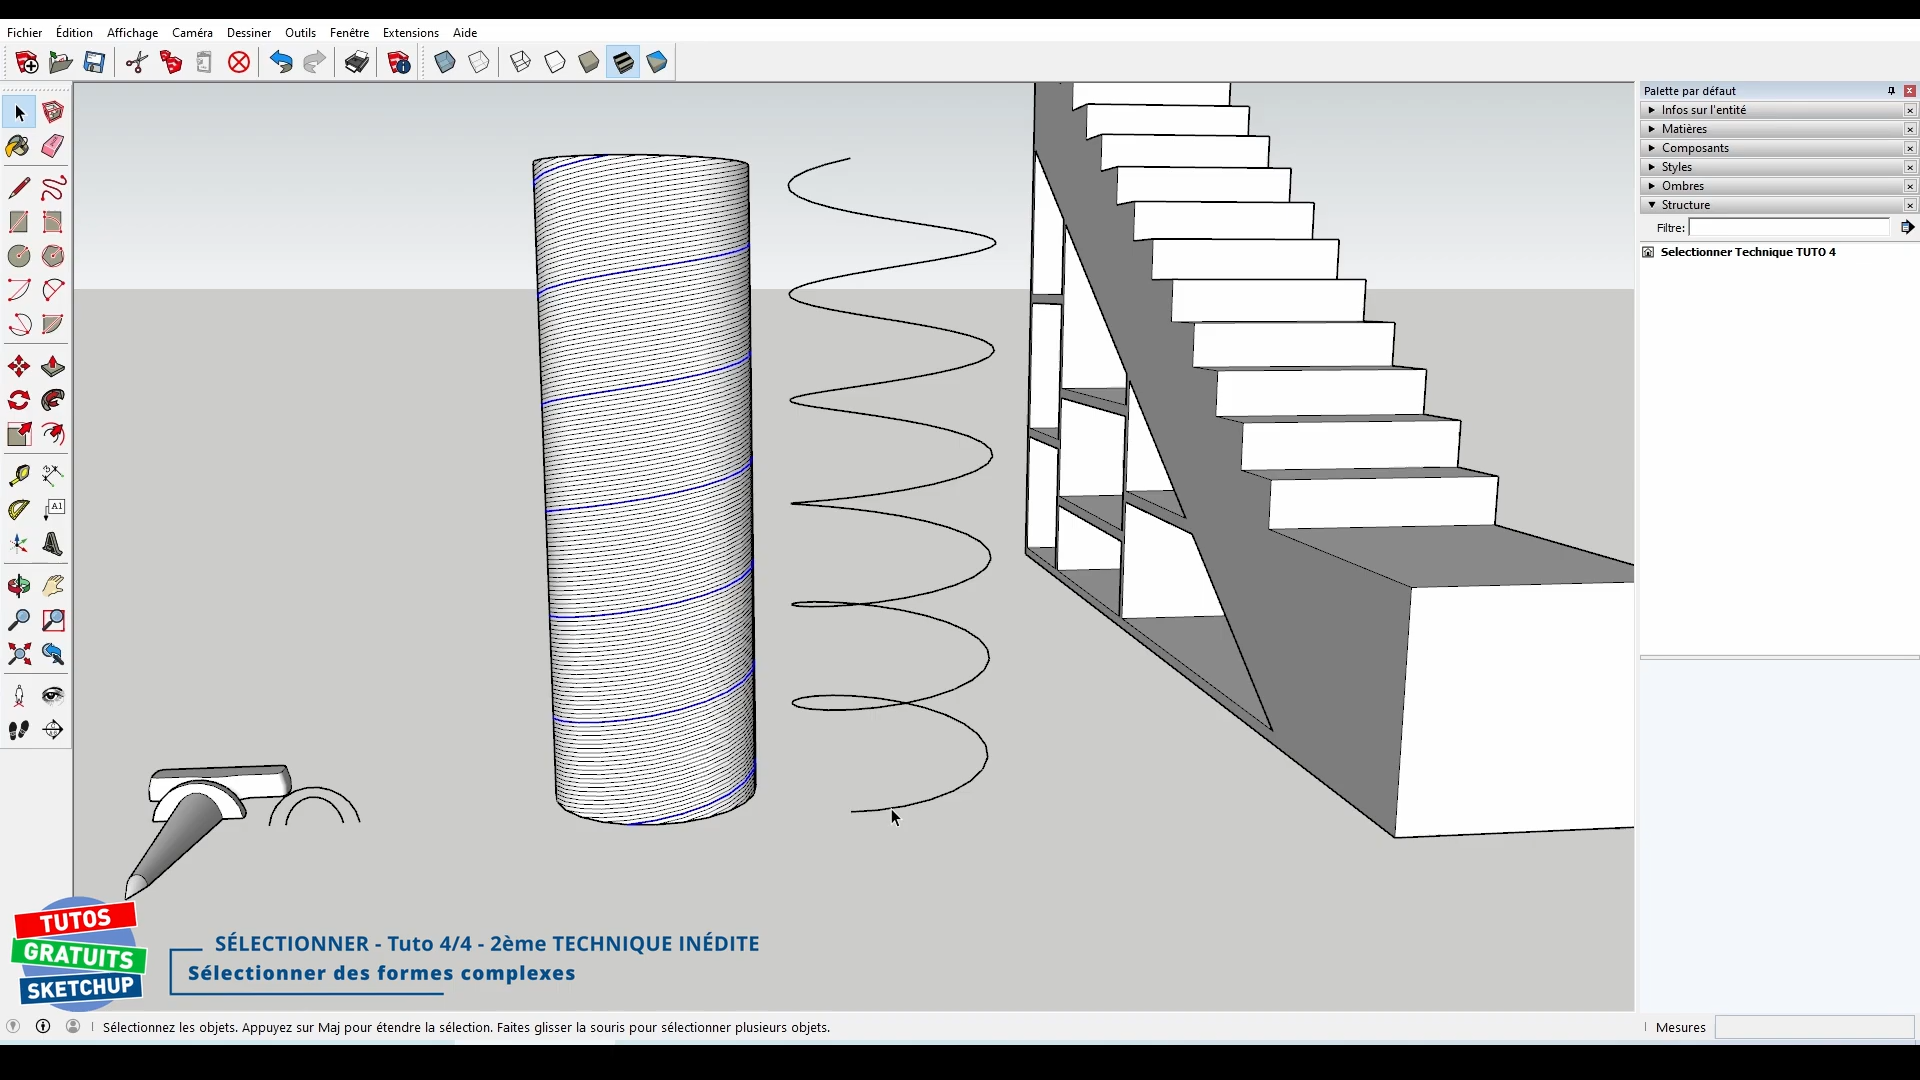 Fichier Édition Affichage Caméra Dessiner Outils Fenêtre Extensions Aide
Palette par défaut
Infos sur l'entité
Matières
Composants
Styles
Ombres
Structure
Filtre:
Selectionner Technique TUTO 4
A1
TUTOS
GRATUITS
SKETCHUP
SÉLECTIONNER - Tuto 4/4 - 2ème TECHNIQUE INÉDITE
Sélectionner des formes complexes
Sélectionnez les objets. Appuyez sur Maj pour étendre la sélection. Faites glisser la souris pour sélectionner plusieurs objets.
Mesures